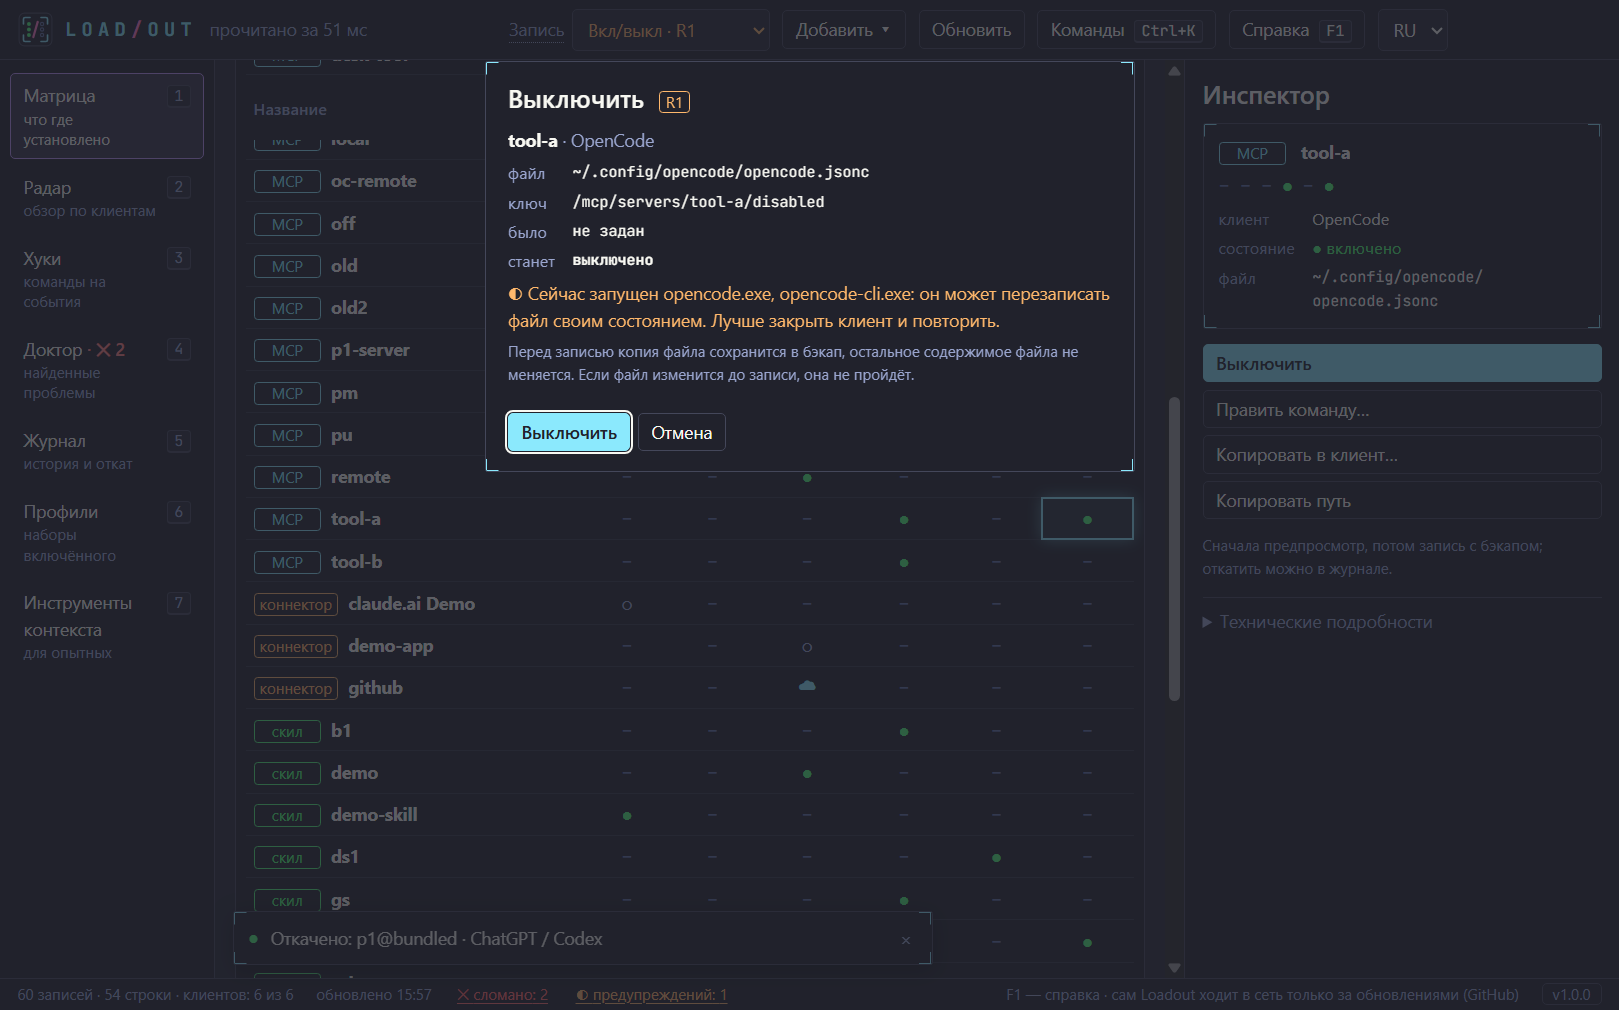 LOAD/OUT прочитано за 51 мс Запись Вкл/выкл · R1 Добавить ▼ Обновить Команды Ctrl+K Справка F1 RU
Матрица 1
что где
установлено
Радар 2
обзор по клиентам
Хуки 3
команды на
события
Доктор · ✕ 2 4
найденные
проблемы
Журнал 5
история и откат
Профили 6
наборы
включённого
Инструменты 7
контекста
для опытных
Название
MCP local
MCP oc-remote
MCP off
MCP old
MCP old2
MCP p1-server
MCP pm
MCP pu
MCP remote
MCP tool-a
MCP tool-b
коннектор claude.ai Demo
коннектор demo-app
коннектор github
скил b1
скил demo
скил demo-skill
скил ds1
скил gs
Выключить R1
tool-a · OpenCode
файл ~/.config/opencode/opencode.jsonc
ключ /mcp/servers/tool-a/disabled
было не задан
станет выключено
Сейчас запущен opencode.exe, opencode-cli.exe: он может перезаписать
файл своим состоянием. Лучше закрыть клиент и повторить.
Перед записью копия файла сохранится в бэкап, остальное содержимое файла не
меняется. Если файл изменится до записи, она не пройдёт.
Выключить Отмена
Откачено: p1@bundled · ChatGPT / Codex ×
Инспектор
MCP tool-a
клиент OpenCode
состояние ● включено
файл ~/.config/opencode/
opencode.jsonc
Выключить
Править команду...
Копировать в клиент...
Копировать путь
Сначала предпросмотр, потом запись с бэкапом;
откатить можно в журнале.
▶ Технические подробности
60 записей · 54 строки · клиентов: 6 из 6 обновлено 15:57 ✕ сломано: 2 предупреждений: 1 F1 — справка · сам Loadout ходит в сеть только за обновлениями (GitHub) v1.0.0